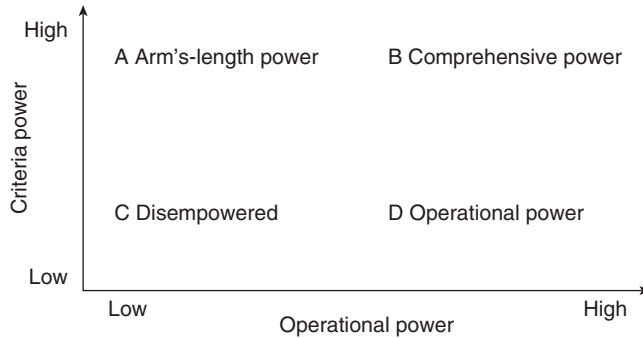 High
A Arm's-length power
B Comprehensive power
Criteria power
C Disempowered
D Operational power
Low
Low
High
Operational power